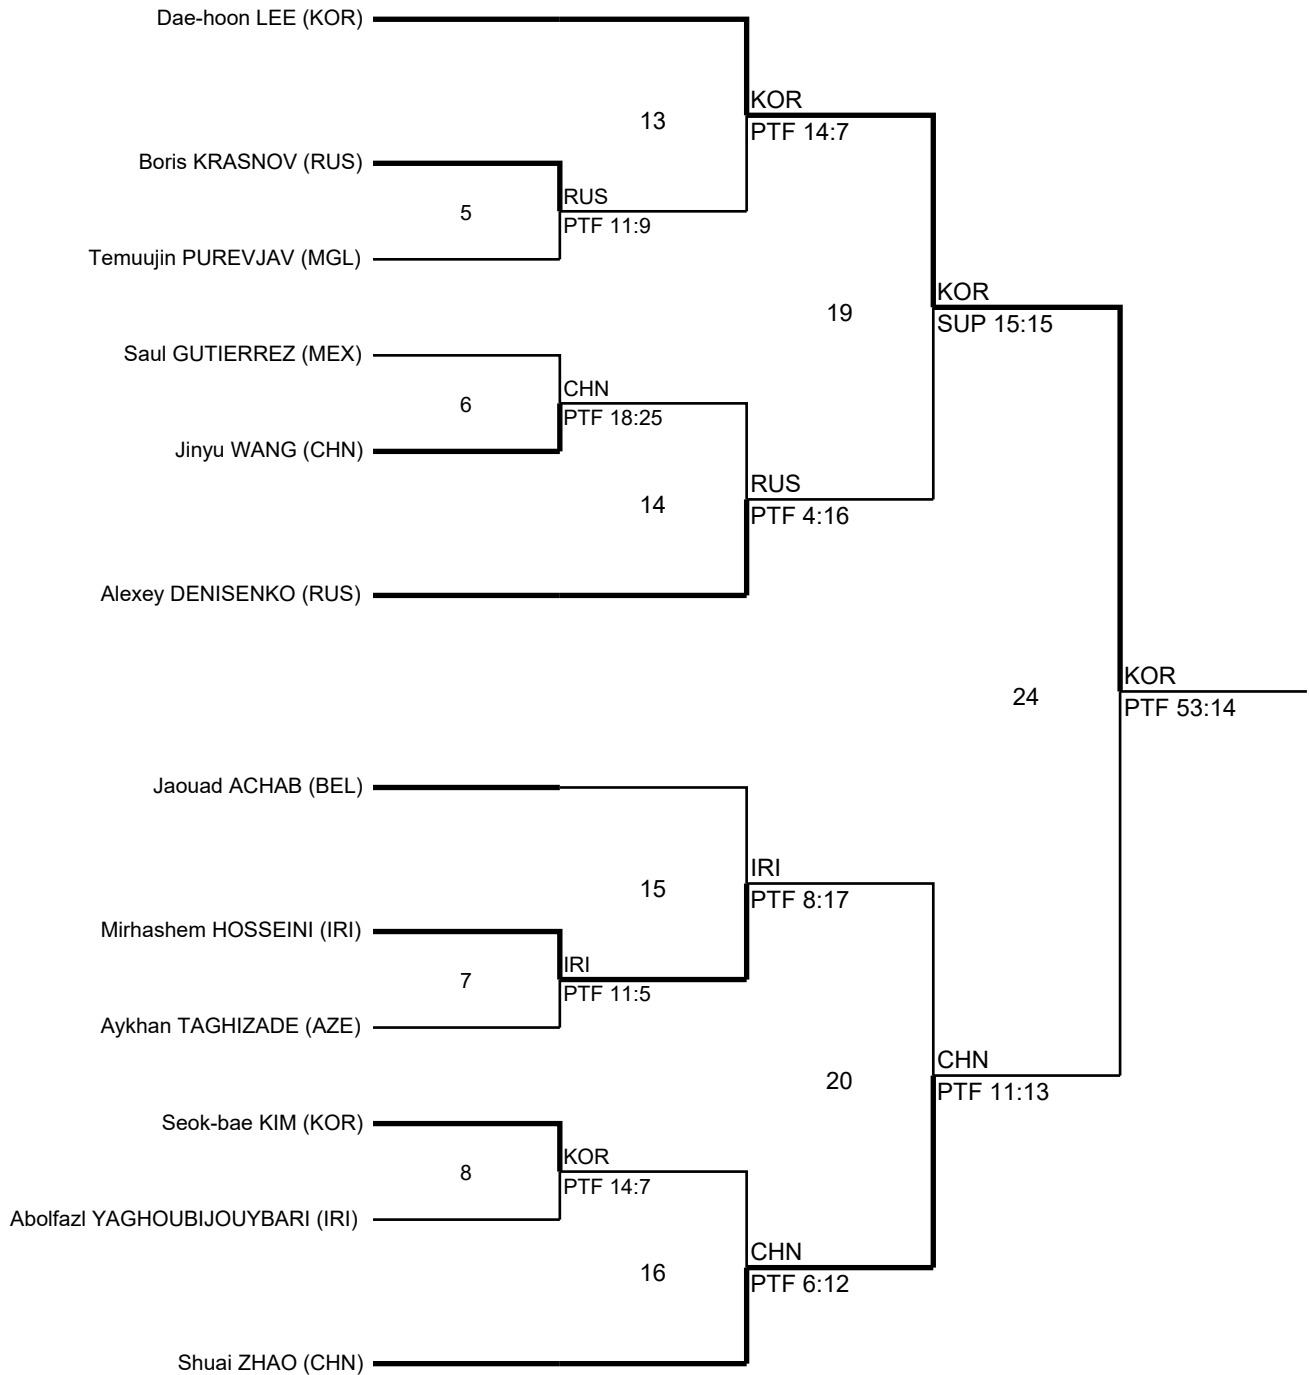 Dae-hoon LEE (KOR)
KOR
13
PTF 14:7
Boris KRASNOV (RUS)
RUS
5
PTF 11:9
Temuujin PUREVJAV (MGL)
KOR
19
SUP 15:15
Saul GUTIERREZ (MEX)
CHN
6
PTF 18:25
Jinyu WANG (CHN)
RUS
14
PTF 4:16
Alexey DENISENKO (RUS)
KOR
24
PTF 53:14
Jaouad ACHAB (BEL)
IRI
15
PTF 8:17
Mirhashem HOSSEINI (IRI)
IRI
7
PTF 11:5
Aykhan TAGHIZADE (AZE)
CHN
20
PTF 11:13
Seok-bae KIM (KOR)
KOR
8
PTF 14:7
Abolfazl YAGHOUBIJOUYBARI (IRI)
CHN
16
PTF 6:12
Shuai ZHAO (CHN)